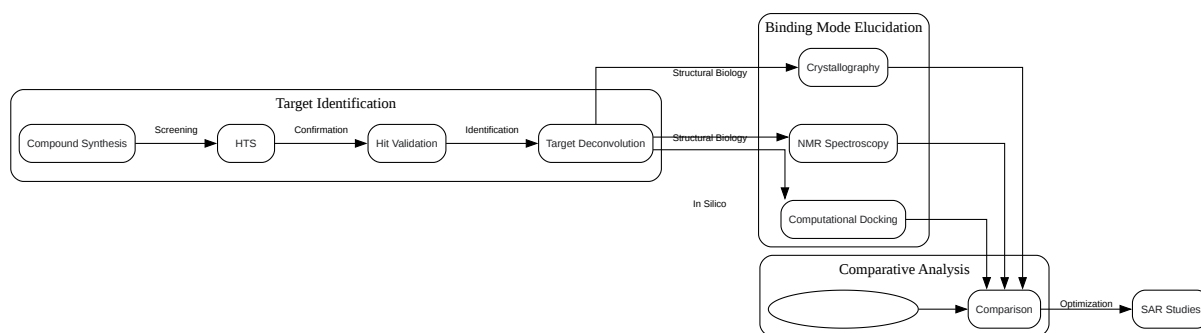 Binding Mode Elucidation
Crystallography
Structural Biology
Target Identification
Compound Synthesis
Screening
HTS
Confirmation
Hit Validation
Identification
Target Deconvolution
Structural Biology
NMR Spectroscopy
In Silico
Computational Docking
Comparative Analysis
Comparison
Optimization
SAR Studies